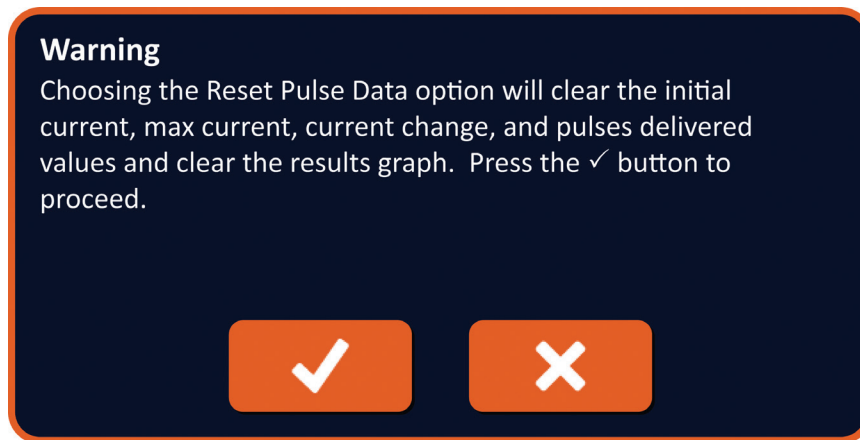 Warning
Choosing the Reset Pulse Data option will clear the initial
current, max current, current change, and pulses delivered
values and clear the results graph.  Press the ✓ button to
proceed.